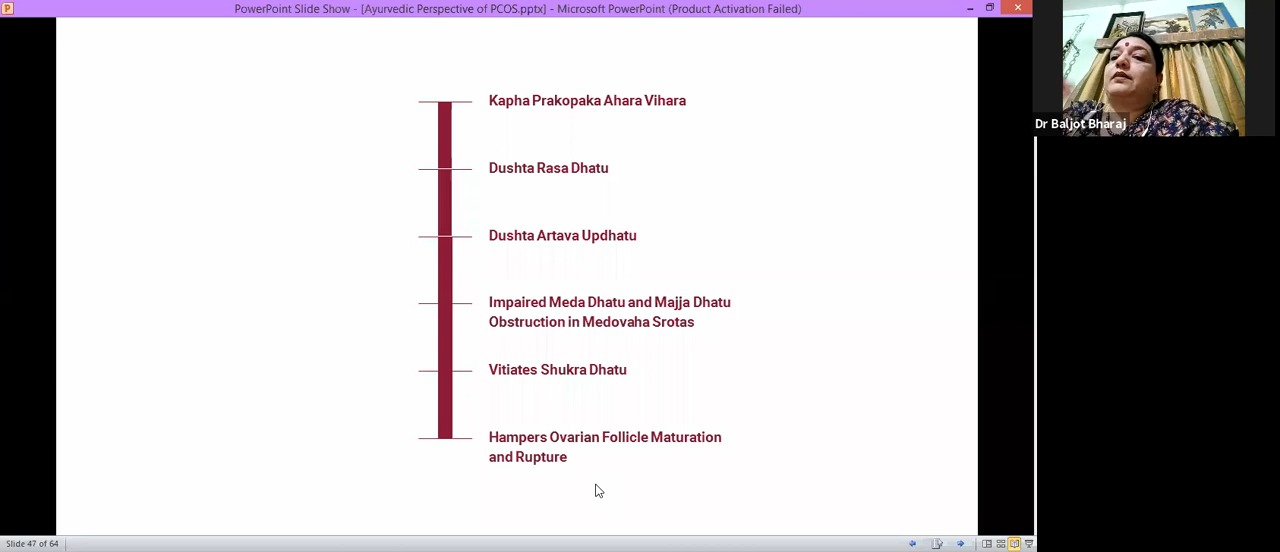 PowerPoint Slide Show - [Ayurvedic Perspective of PCOS.pptx] - Microsoft PowerPoint (Product Activation Failed)
Kapha Prakopaka Ahara Vihara
Dushta Rasa Dhatu
Dushta Artava Updhatu
Impaired Meda Dhatu and Majja Dhatu
Obstruction in Medovaha Srotas
Vitiates Shukra Dhatu
Hampers Ovarian Follicle Maturation
and Rupture
Dr Baljot Bharaj
Slide 47 of 64